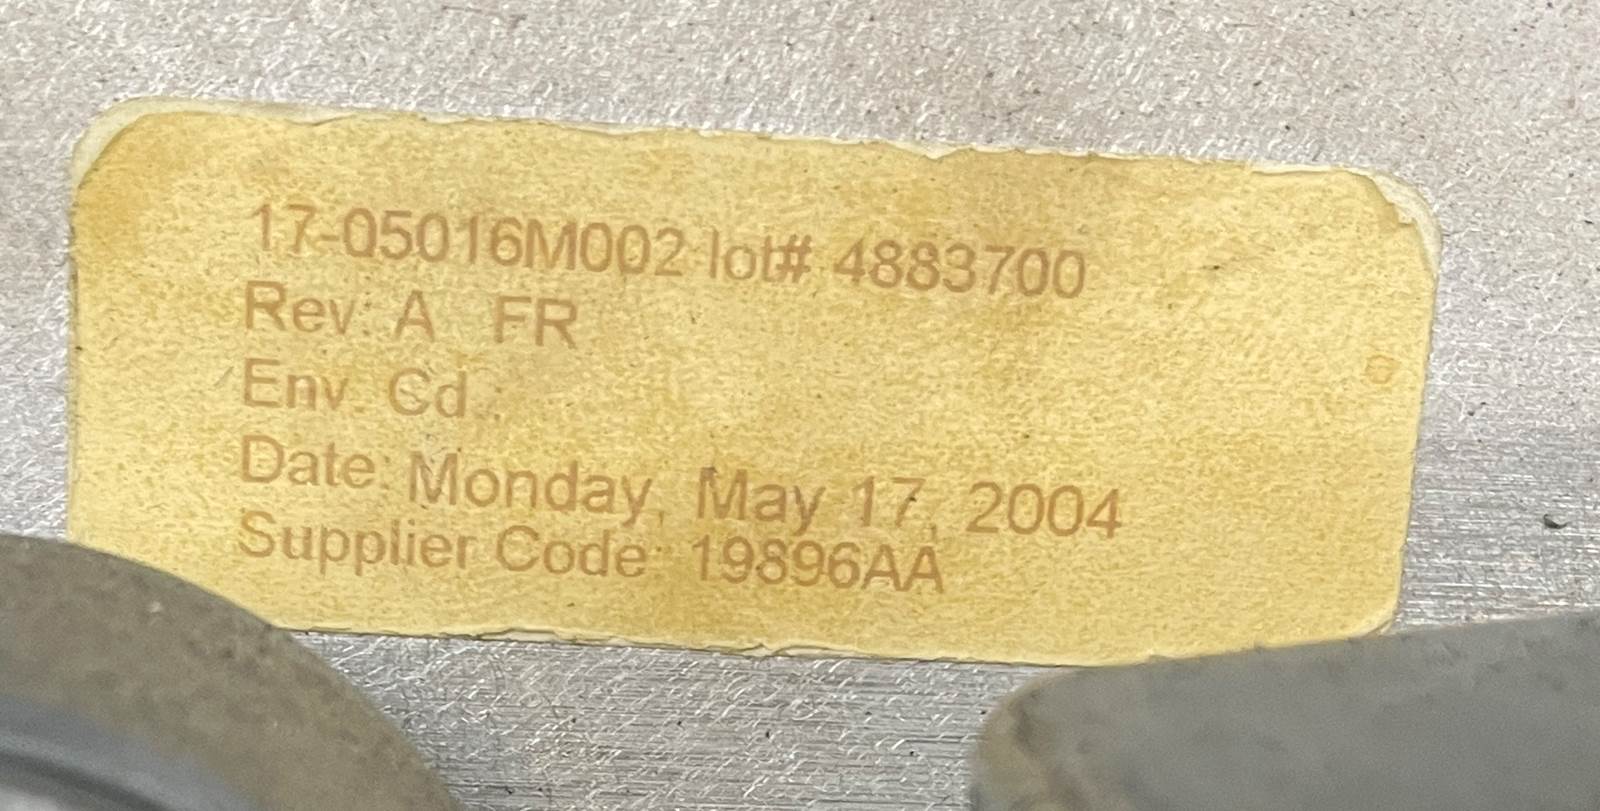 17-05016M002 lot# 4883700
Rev: A FR
Env. Cd.:
Date: Monday, May 17, 2004
Supplier Code: 19896AA